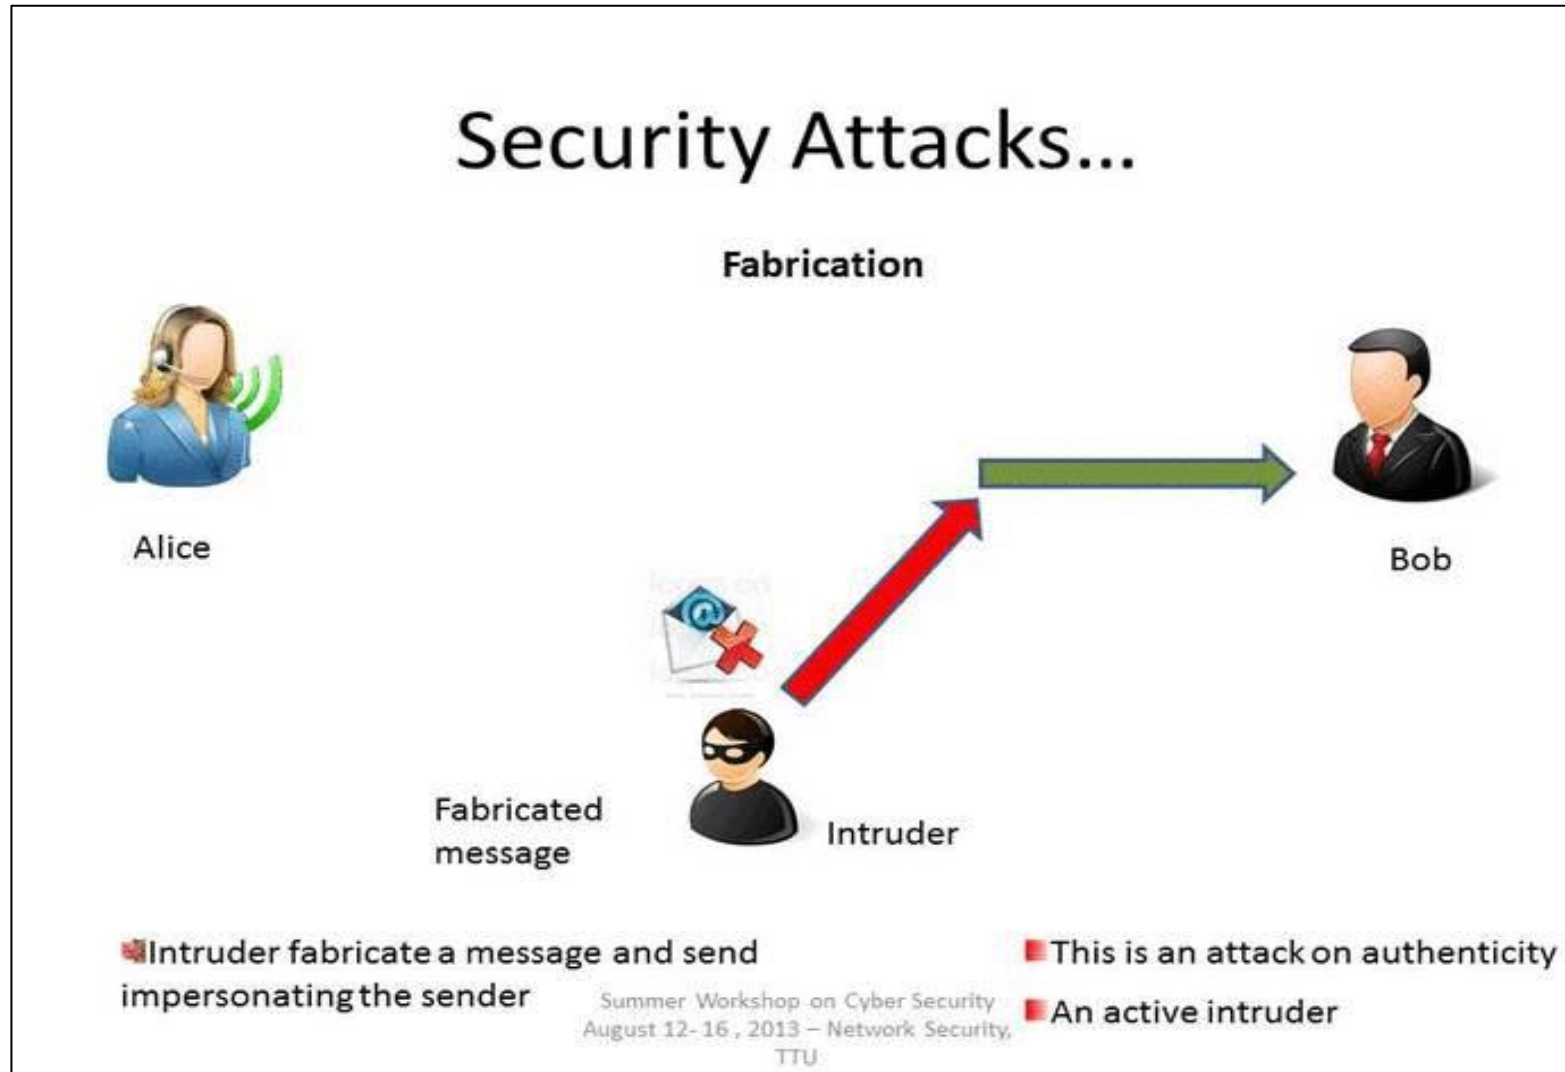 Security Attacks...
Fabrication
Alice
Bob
Fabricated
message
Intruder
Intruder fabricate a message and send
impersonating the sender
This is an attack on authenticity
An active intruder
Summer Workshop on Cyber Security
August 12- 16 , 2013 – Network Security,
TTU